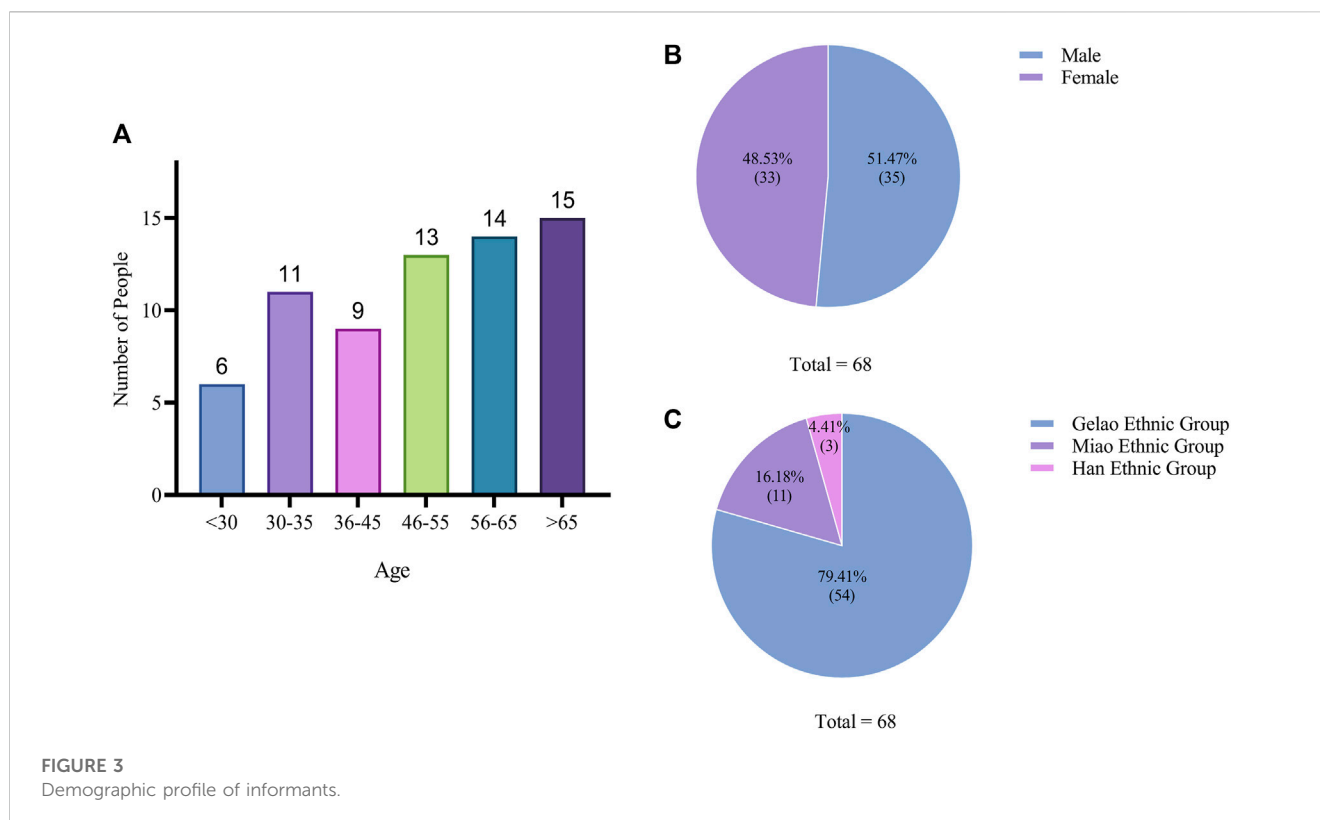 A
Number of People
15
10
5
0
6
11
9
13
14
15
<30
30-35
36-45
46-55
56-65
>65
Age
B
Male
Female
48.53%
(33)
51.47%
(35)
Total = 68
C
Gelao Ethnic Group
Miao Ethnic Group
Han Ethnic Group
4.41%
(3)
16.18%
(11)
79.41%
(54)
Total = 68
FIGURE 3
Demographic profile of informants.